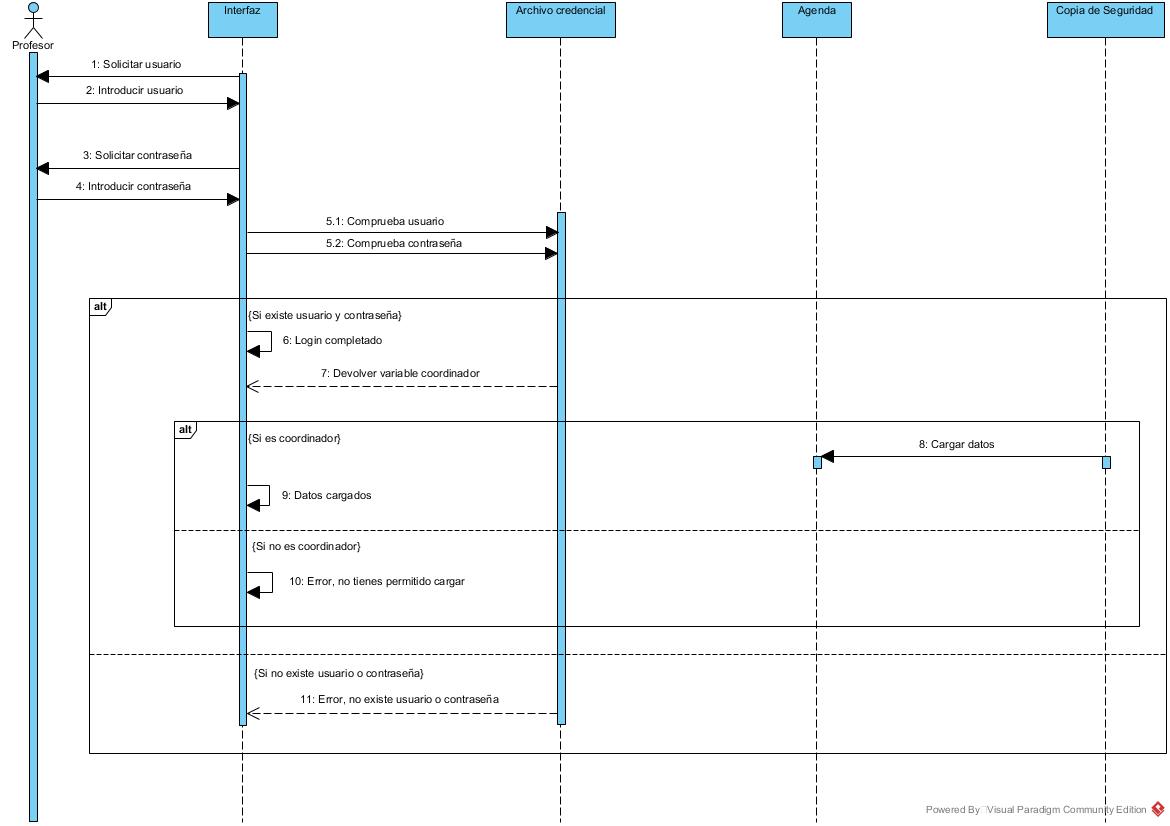 Interfaz
Archivo credencial
Agenda
Copia de Seguridad
Profesor
1: Solicitar usuario
2: Introducir usuario
3: Solicitar contraseña
4: Introducir contraseña
5.1: Comprueba usuario
5.2: Comprueba contraseña
alt
{Si existe usuario y contraseña}
6: Login completado
7: Devolver variable coordinador
alt
{Si es coordinador}
8: Cargar datos
9: Datos cargados
{Si no es coordinador}
10: Error, no tienes permitido cargar
{Si no existe usuario o contraseña}
11: Error, no existe usuario o contraseña
Powered By Visual Paradigm Community Edition